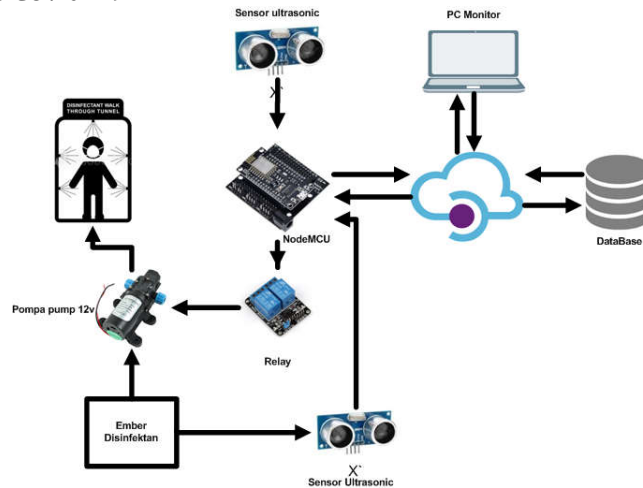 Sensor ultrasonic
PC Monitor
X`
DISINFECTANT WALK
THROUGH TUNNEL
NodeMCU
DataBase
Pompa pump 12v
Relay
Ember
Disinfektan
X`
Sensor Ultrasonic